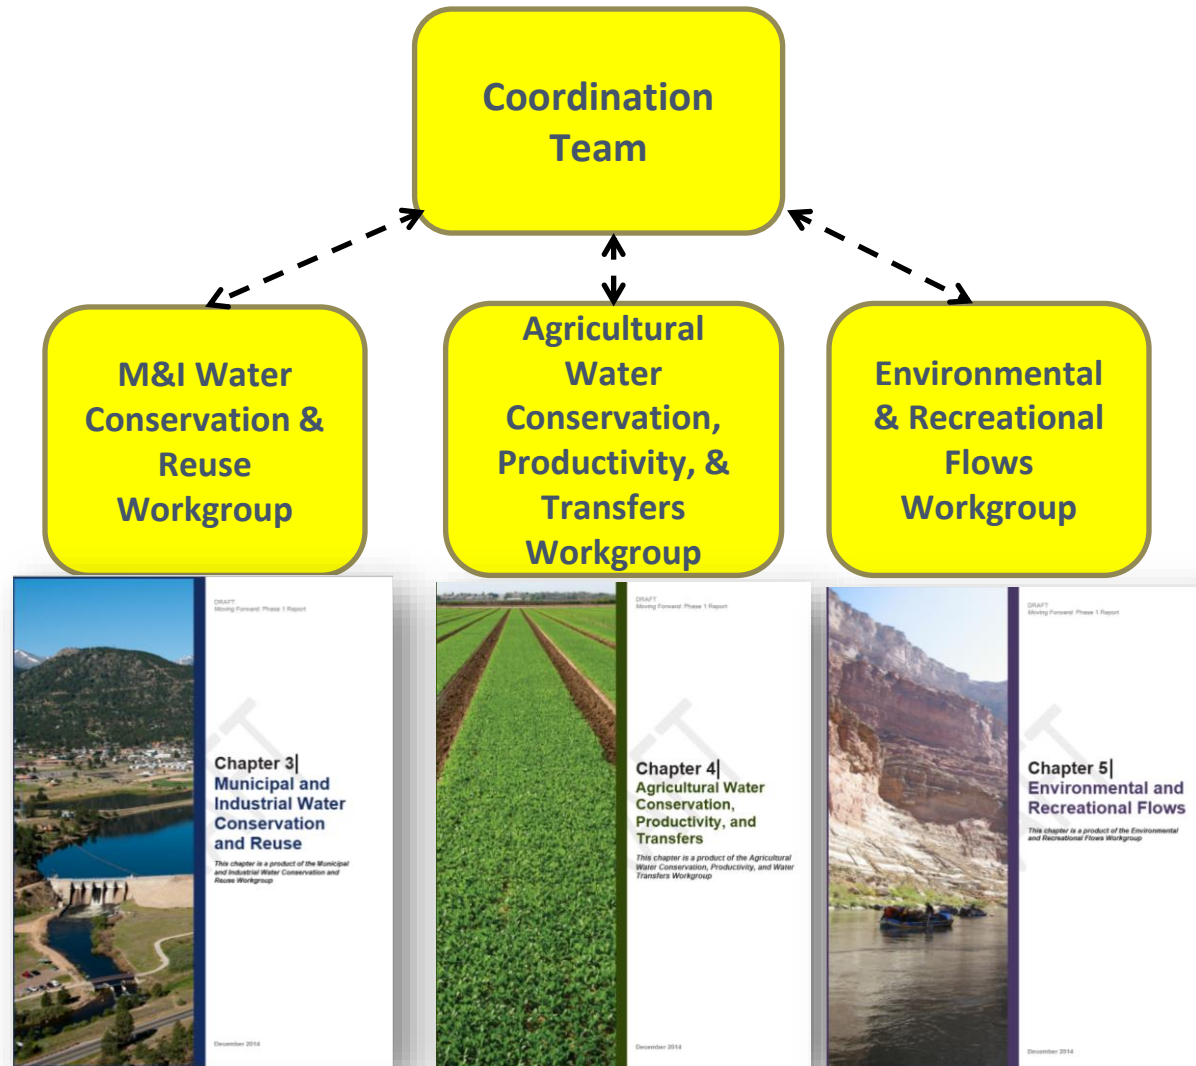 Coordination
Team
M&I Water
Conservation &
Reuse
Workgroup
Agricultural
Water
Conservation,
Productivity, &
Transfers
Workgroup
Environmental
& Recreational
Flows
Workgroup
DRAFT
Moving Forward: Phase 1 Report
Chapter 3|
Municipal and
Industrial Water
Conservation
and Reuse
This chapter is a product of the Municipal
and Industrial Water Conservation and
Reuse Workgroup
December 2014
DRAFT
Moving Forward: Phase 1 Report
Chapter 4|
Agricultural Water
Conservation,
Productivity, and
Transfers
This chapter is a product of the Agricultural
Water Conservation, Productivity, and Water
Transfers Workgroup
December 2014
DRAFT
Moving Forward: Phase 1 Report
Chapter 5|
Environmental and
Recreational Flows
This chapter is a product of the Environmental
and Recreational Flows Workgroup
December 2014